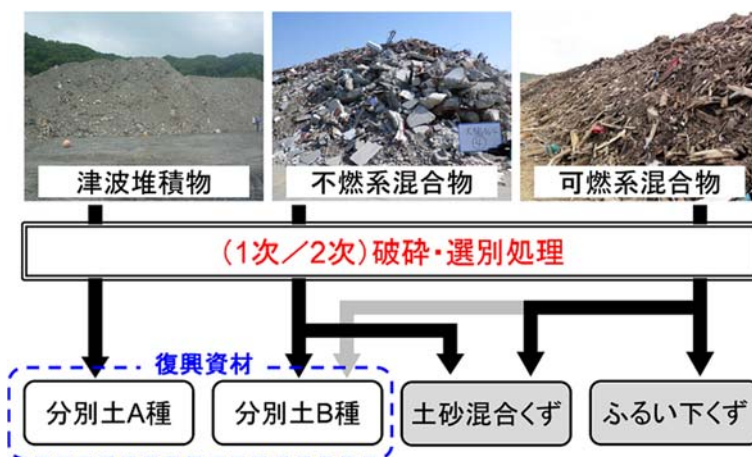 津波堆積物
不燃系混合物
可燃系混合物
(1次／2次)破砕・選別処理
復興資材
分別土A種
分別土B種
土砂混合くず
ふるい下くず